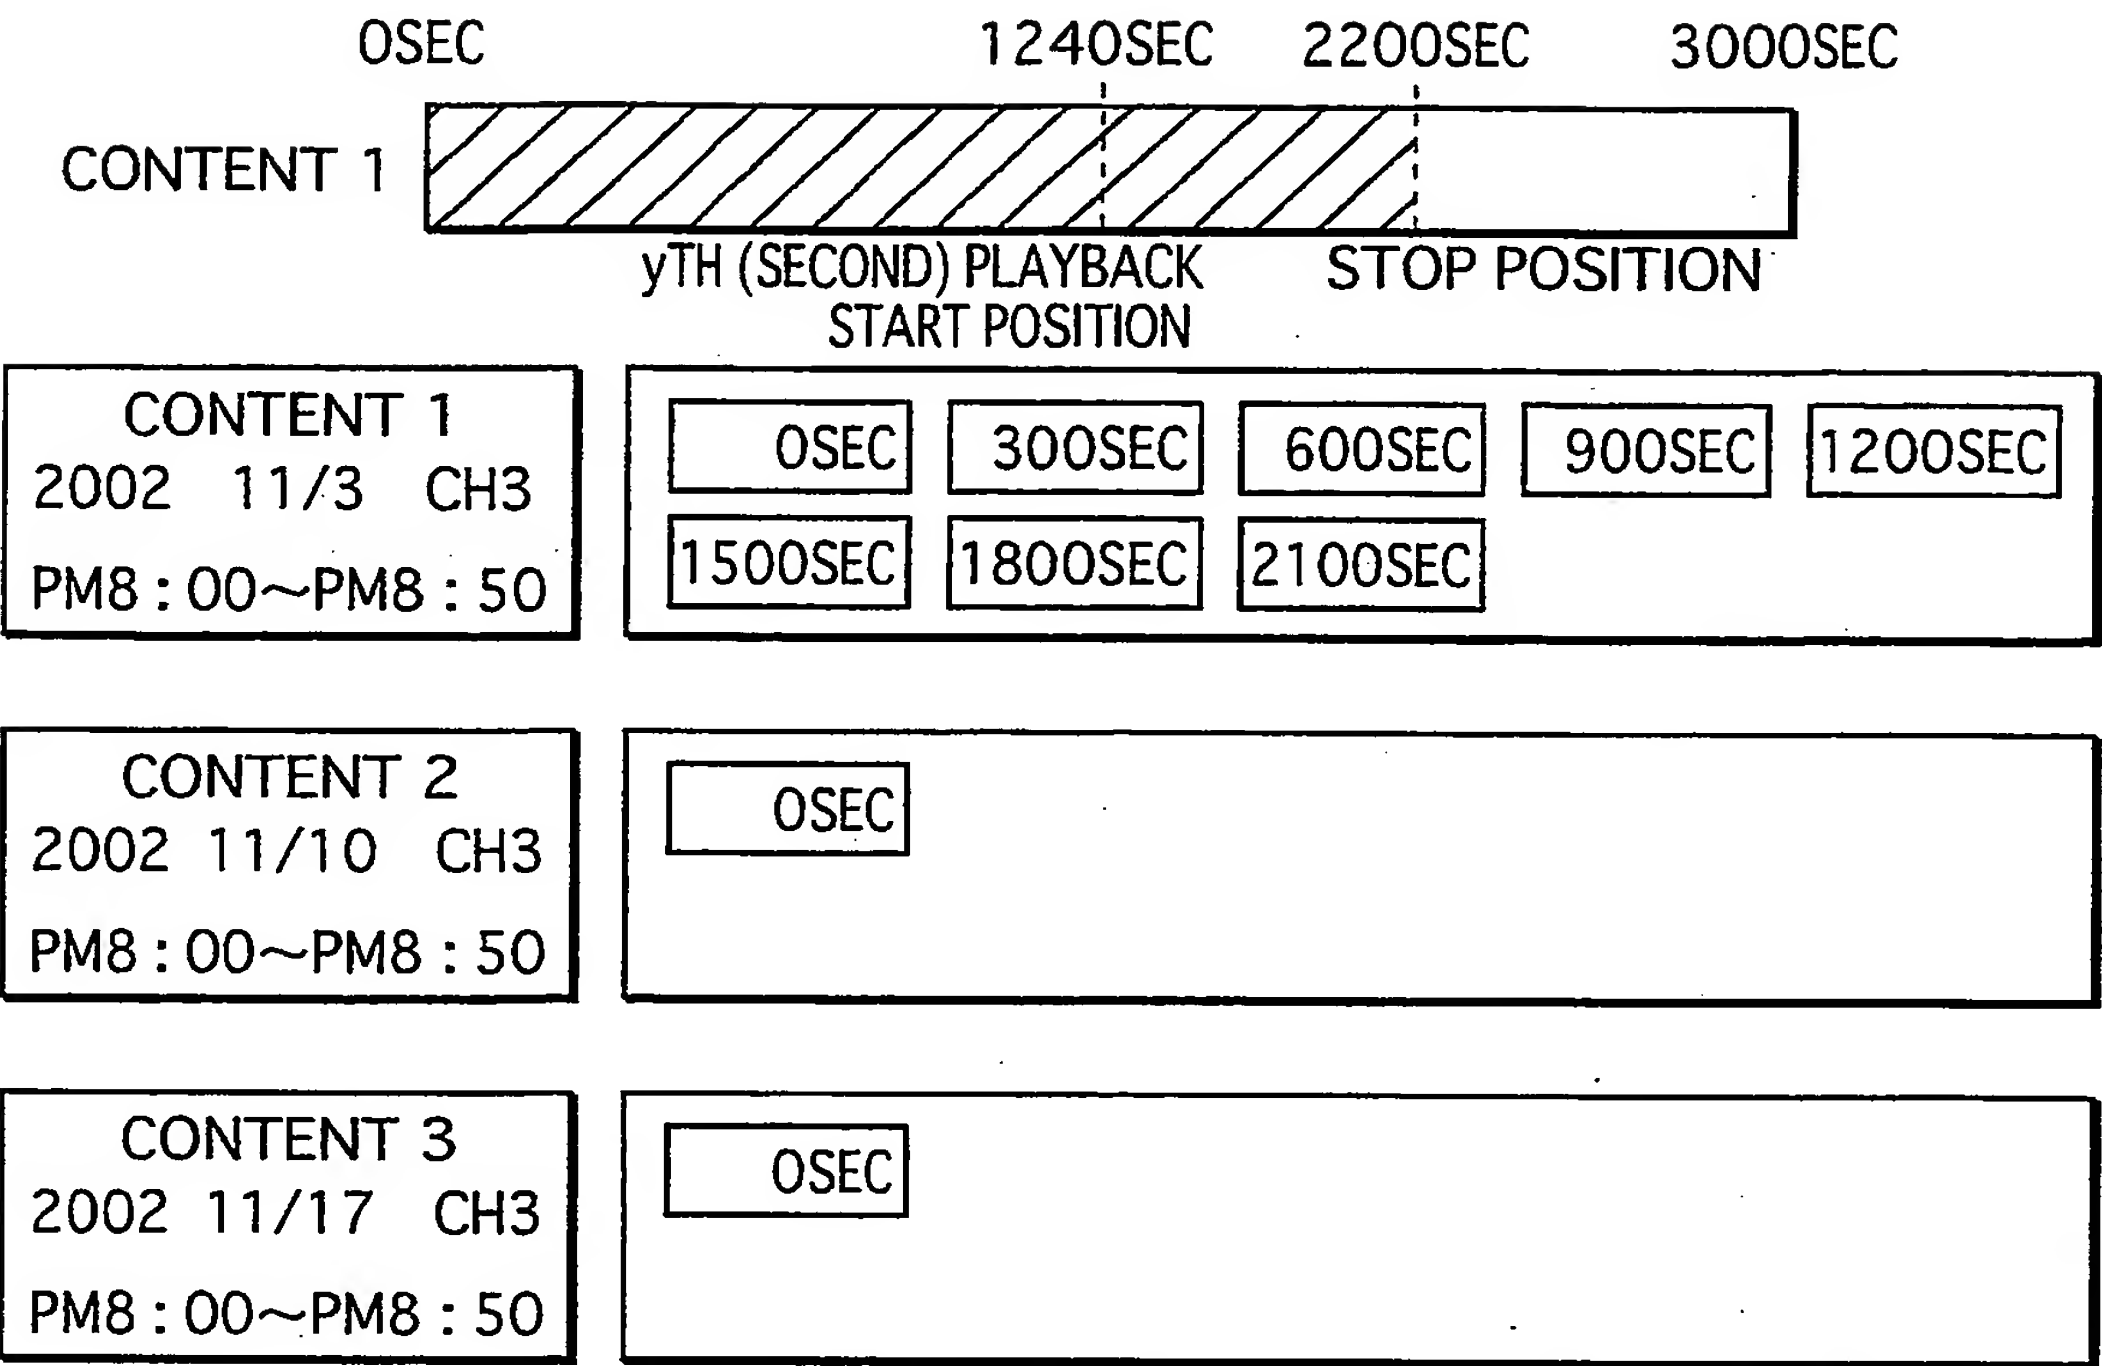 0SEC 1240SEC 2200SEC 3000SEC
CONTENT 1
yTH (SECOND) PLAYBACK START POSITION
STOP POSITION
CONTENT 1
2002 11/3 CH3
PM8:00~PM8:50
0SEC 300SEC 600SEC 900SEC 1200SEC
1500SEC 1800SEC 2100SEC
CONTENT 2
2002 11/10 CH3
PM8:00~PM8:50
0SEC
CONTENT 3
2002 11/17 CH3
PM8:00~PM8:50
0SEC